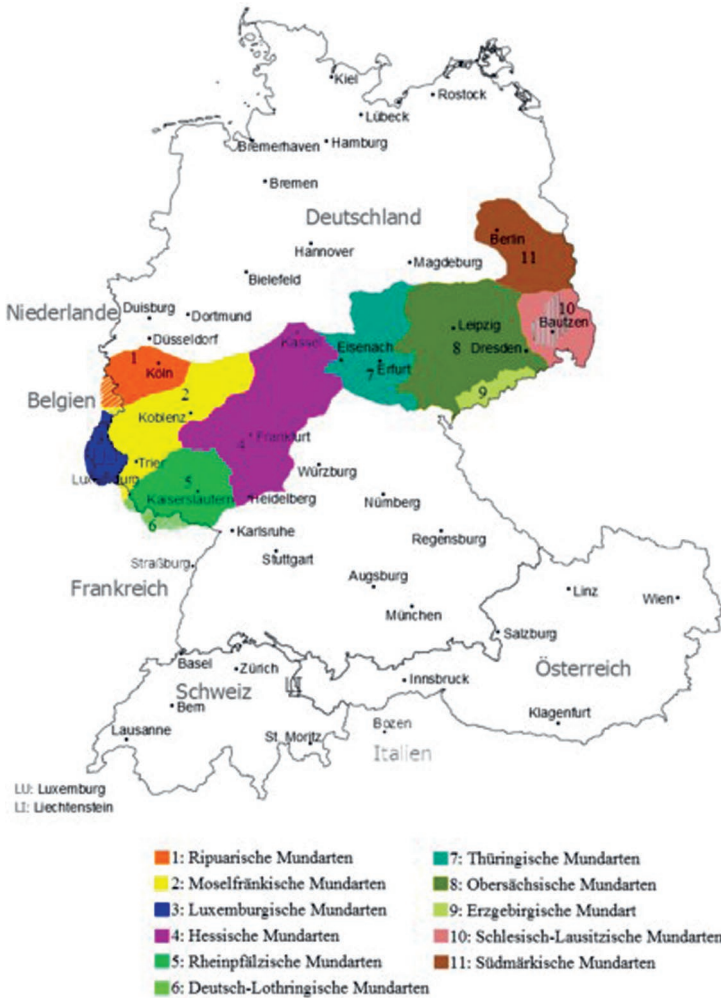 Kiel
Rostock
Lübeck
Hamburg
Bremerhaven
Bremen
Deutschland
Berlin
Hannover
Magdeburg
11
Bielefeld
Niederlande
Duisburg
Dortmund
10
Leipzig
Bautzen
Düsseldorf
Kassel
Eisenach
8
Dresden
1
Köln
7
Erfurt
2
9
Belgien
Koblenz
4
Frankfurt
Trier
Würzburg
Luxemburg
5
Kaiserslautern
Heidelberg
Nürnberg
6
Karlsruhe
Regensburg
Stuttgart
Straßburg
Frankreich
Augsburg
Linz
Wien
München
Salzburg
Basel
Zürich
Österreich
Schweiz
LI
Innsbruck
Bern
Bozen
Klagenfurt
Lausanne
St. Moritz
Italien
LU: Luxemburg
LI: Liechtenstein
1: Ripuarische Mundarten
2: Moselfränkische Mundarten
3: Luxemburgische Mundarten
4: Hessische Mundarten
5: Rheinpfälzische Mundarten
6: Deutsch-Lothringische Mundarten
7: Thüringische Mundarten
8: Obersächsische Mundarten
9: Erzgebirgische Mundart
10: Schlesisch-Lausitzische Mundarten
11: Südmärkische Mundarten